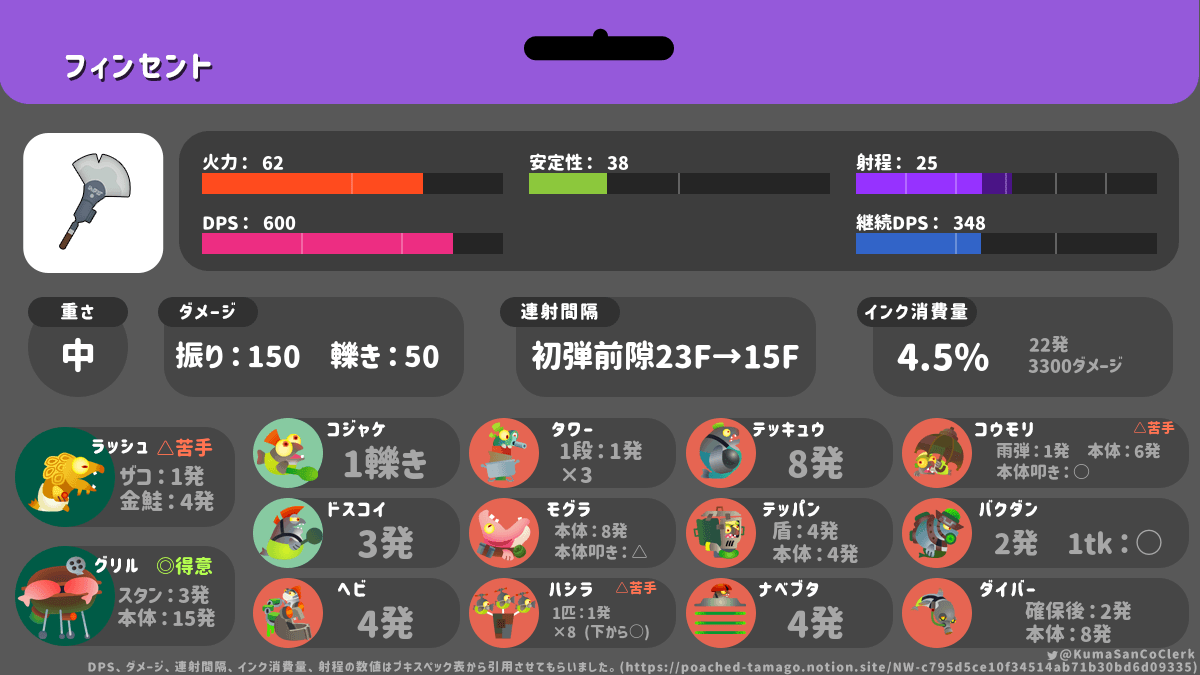 フィンセント
火力： 62
安定性： 38
射程： 25
DPS： 600
継続DPS： 348
重さ
中
ダメージ
振り：150 轢き：50
連射間隔
初弾前隙23F→15F
インク消費量
4.5%
22発
3300ダメージ
ラッシュ △苦手
ザコ：1発
金鮭：4発
グリル ◎得意
スタン：3発
本体：15発
コジャケ
1轢き
タワー
1段：1発
×3
テッキュウ
8発
コウモリ △苦手
雨弾：1発 本体：6発
本体叩き：○
ドスコイ
3発
モグラ
本体：8発
本体叩き：△
テッパン
盾：4発
本体：4発
バクダン
2発 1tk：○
ヘビ
4発
ハシラ △苦手
1匹：1発
×8 (下から○)
ナベブタ
4発
ダイバー
確保後：2発
本体：8発
@KumaSanCoClerk
DPS、ダメージ、連射間隔、インク消費量、射程の数値はブキスペック表から引用させてもらいました。(https://poached-tamago.notion.site/NW-c795d5ce10f34514ab71b30bd6d09335)